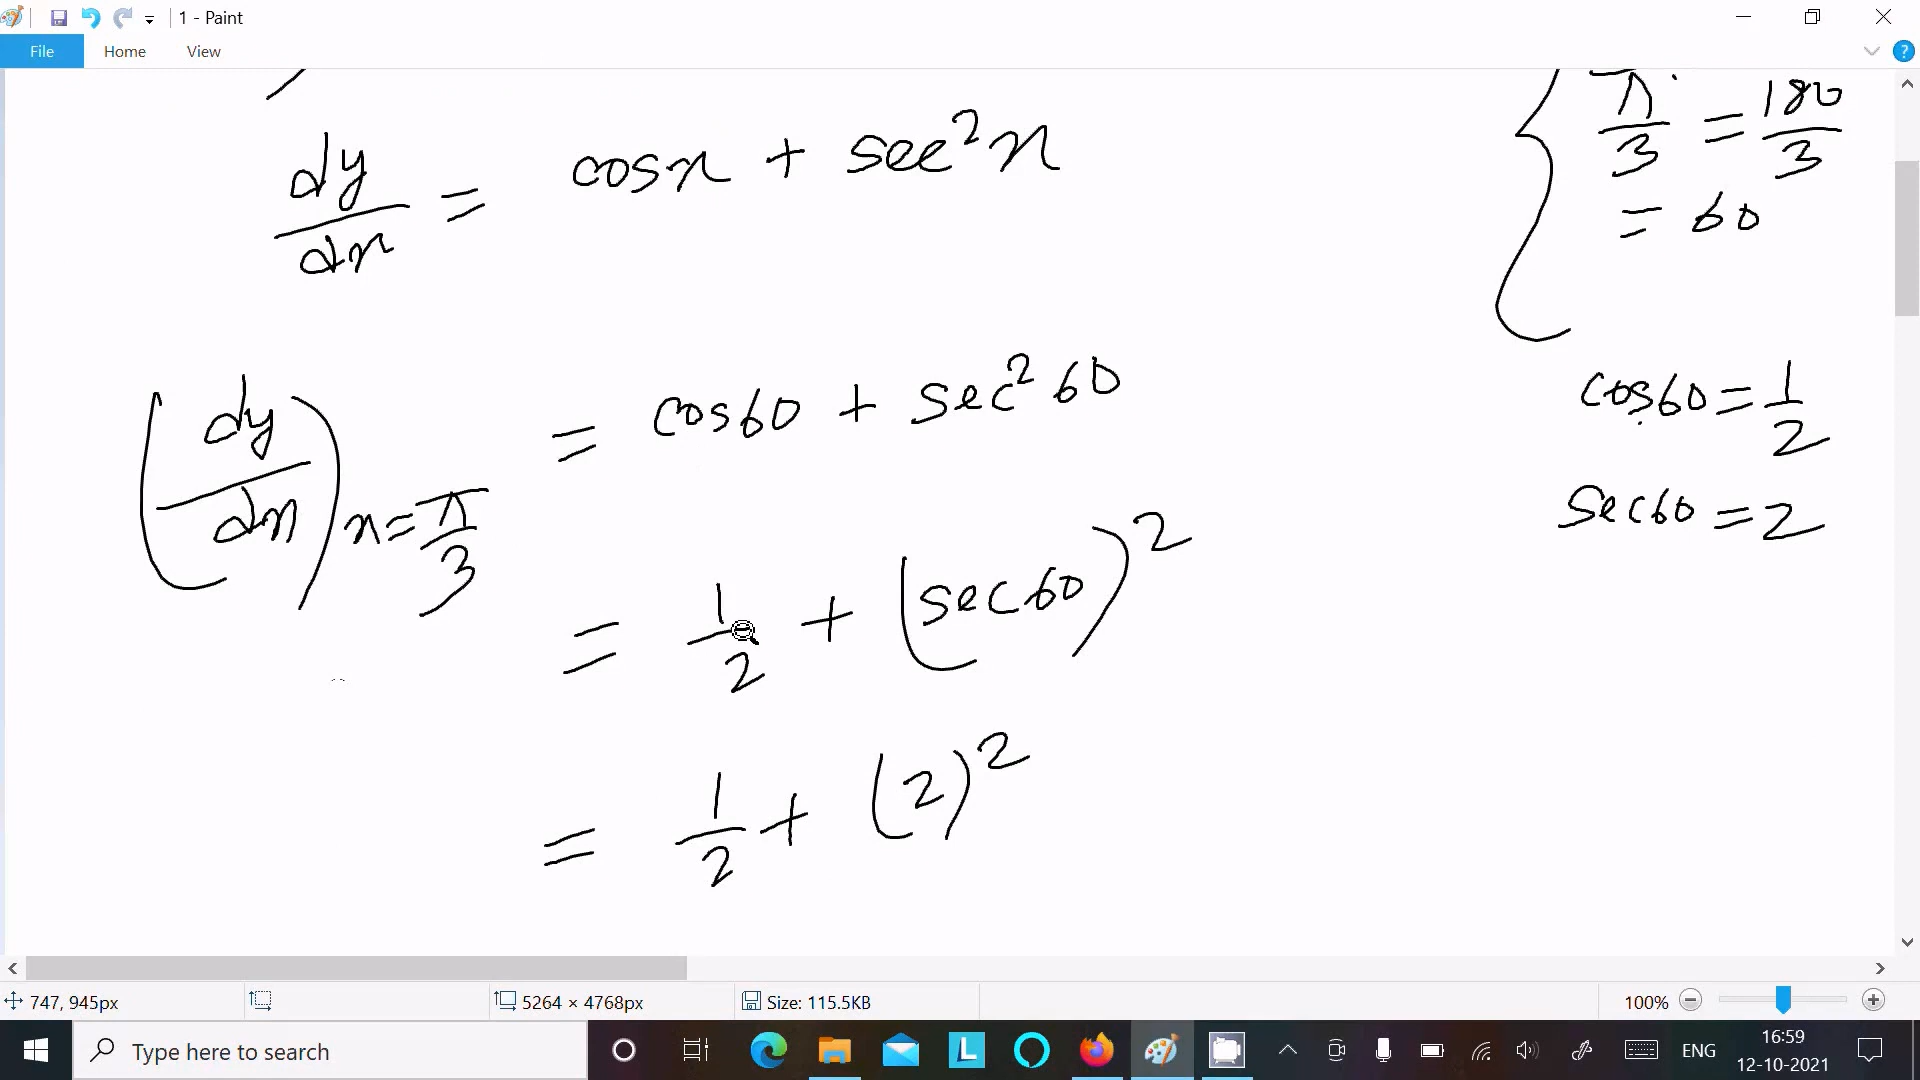 1 - Paint
File Home View
π/3 = 180/3
= 60
dy/dx = cosx + sec²x
(dy/dx) x=π/3 = cos60 + sec²60
cos60 = 1/2
sec60 = 2
= 1/2 + (sec60)²
= 1/2 + (2)²
747, 945px 5264 × 4768px Size: 115.5KB 100%
Type here to search
L
ENG
16:59
12-10-2021